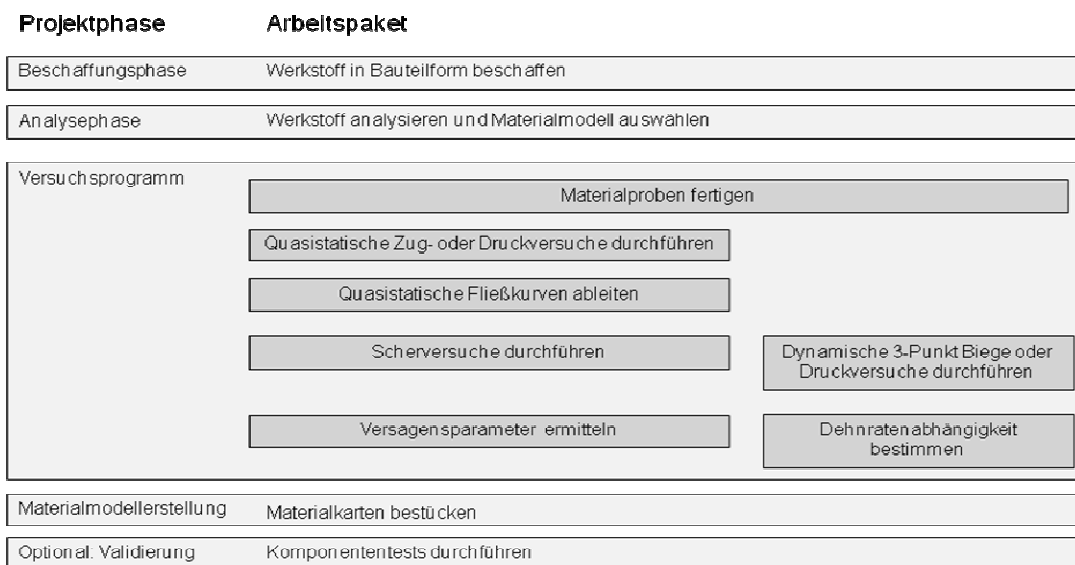 Projektphase Arbeitspaket
Beschaffungsphase Werkstoff in Bauteilform beschaffen
Analysephase Werkstoff analysieren und Materialmodell auswählen
Versuchsprogramm
Materialproben fertigen
Quasistatische Zug- oder Druckversuche durchführen
Quasistatische Fließkurven ableiten
Scherversuche durchführen
Dynamische 3-Punkt Biege oder
Druckversuche durchführen
Versagensparameter ermitteln
Dehnratenabhängigkeit
bestimmen
Materialmodellerstellung Materialkarten bestücken
Optional: Validierung Komponententests durchführen